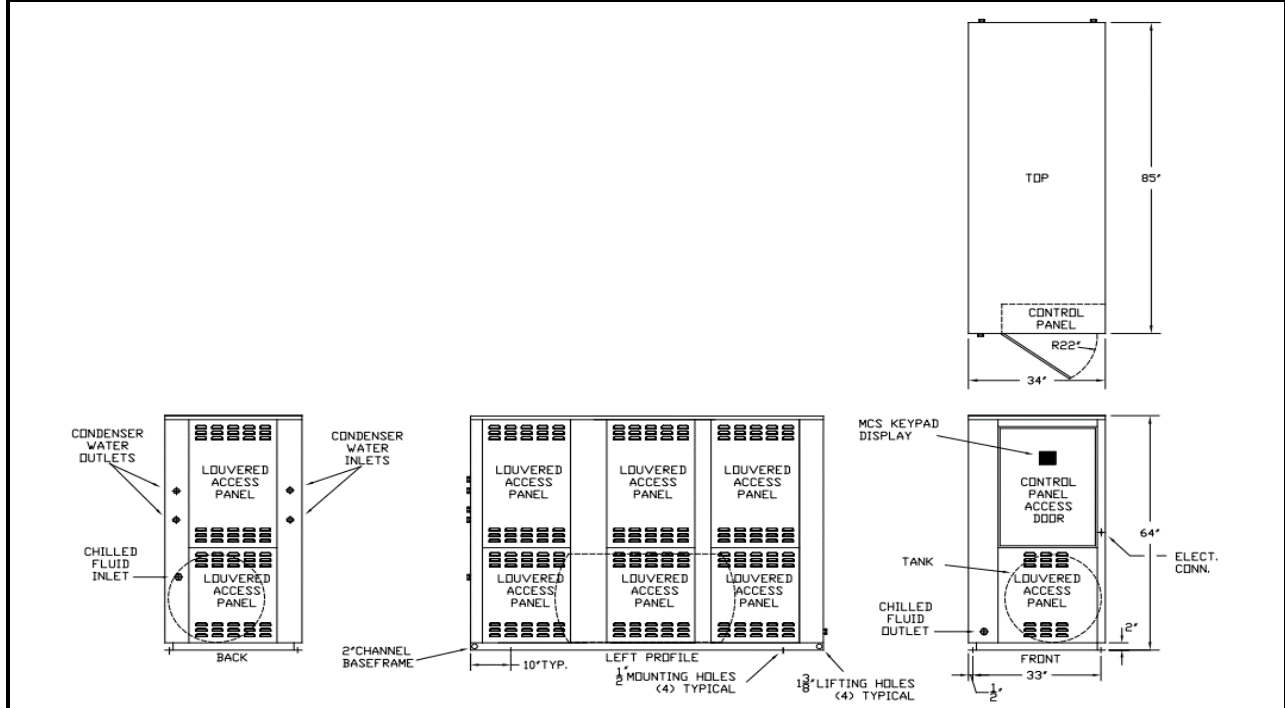 TOP
85"
CONTROL
PANEL
R22"
34"
CONDENSER
WATER
OUTLETS
CONDENSER
WATER
INLETS
LOUVERED
ACCESS
PANEL
CHILLED
FLUID
INLET
LOUVERED
ACCESS
PANEL
BACK
LOUVERED
ACCESS
PANEL
LOUVERED
ACCESS
PANEL
LOUVERED
ACCESS
PANEL
LOUVERED
ACCESS
PANEL
LOUVERED
ACCESS
PANEL
LOUVERED
ACCESS
PANEL
2"CHANNEL
BASEFRAME
10"TYP.
LEFT PROFILE
1/2" MOUNTING HOLES
(4) TYPICAL
1 3/8" LIFTING HOLES
(4) TYPICAL
MCS KEYPAD
DISPLAY
CONTROL
PANEL
ACCESS
DOOR
64"
ELECT.
CONN.
TANK
LOUVERED
ACCESS
PANEL
CHILLED
FLUID
OUTLET
2"
FRONT
33"
1/2"